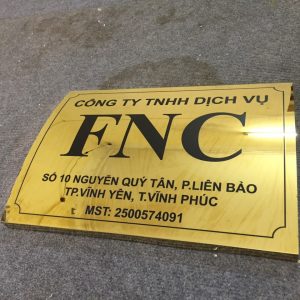 CÔNG TY TNHH DỊCH VỤ
FNC
SỐ 10 NGUYỄN QUÝ TÂN, P.LIÊN BẢO
TP.VĨNH YÊN, T.VĨNH PHÚC
MST: 2500574091